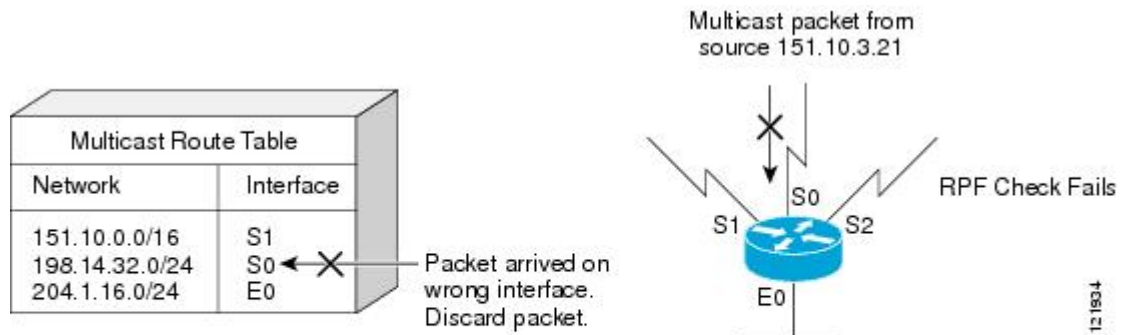 Multicast packet from
source 151.10.3.21
Multicast Route Table
Network Interface
151.10.0.0/16 S1
198.14.32.0/24 S0
204.1.16.0/24 E0
Packet arrived on
wrong interface.
Discard packet.
S0
S1
S2
E0
RPF Check Fails
121934